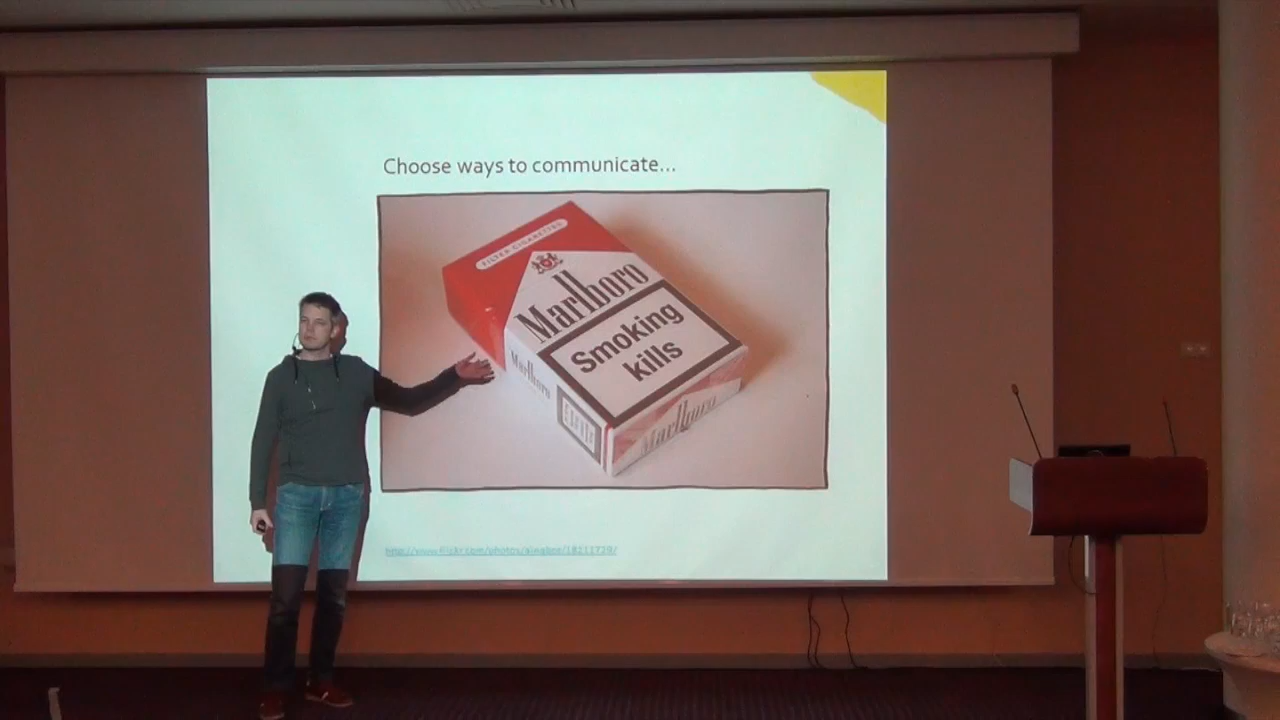 Choose ways to communicate...
FILTER CIGARETTES
Marlboro
Smoking
kills
Marlboro
Marlboro